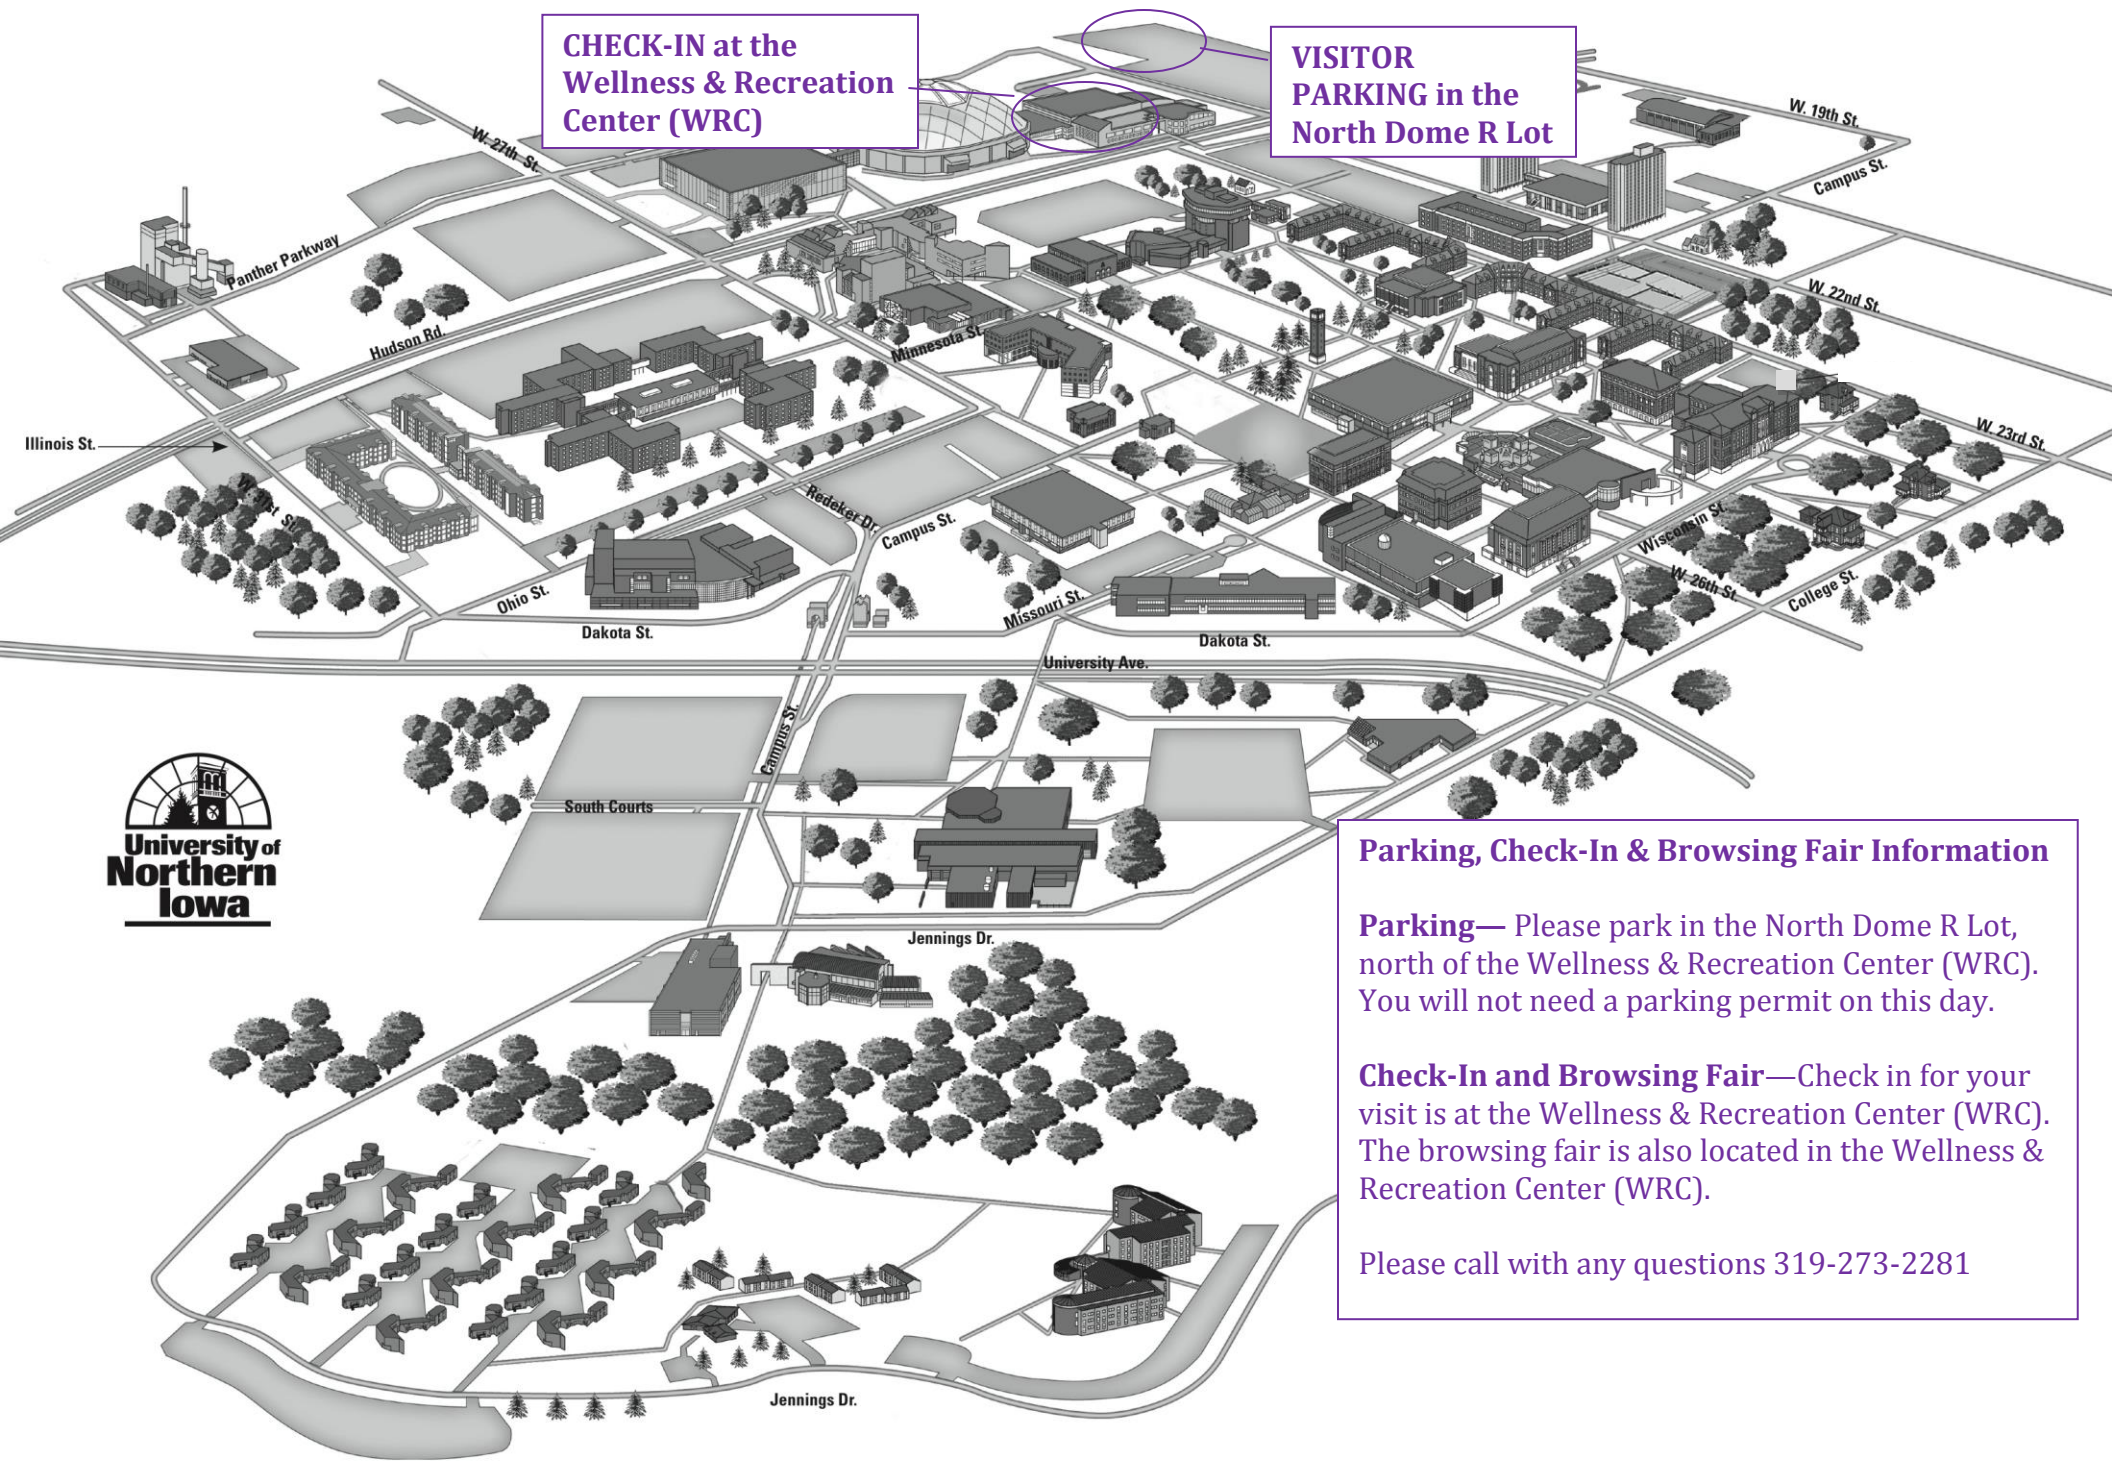 CHECK-IN at the
Wellness & Recreation
Center (WRC)
VISITOR
PARKING in the
North Dome R Lot
W. 19th St.
W. 27th St.
Campus St.
Panther Parkway
W. 22nd St.
Hudson Rd.
Minnesota St.
Illinois St.
W. 23rd St.
Redeker Dr.
Campus St.
Wisconsin St.
W. 26th St.
College St.
Ohio St.
Missouri St.
Dakota St.
Dakota St.
University Ave.
Campus St.
South Courts
University of
Northern
Iowa
Jennings Dr.
Parking, Check-In & Browsing Fair Information
Parking— Please park in the North Dome R Lot,
north of the Wellness & Recreation Center (WRC).
You will not need a parking permit on this day.
Check-In and Browsing Fair—Check in for your
visit is at the Wellness & Recreation Center (WRC).
The browsing fair is also located in the Wellness &
Recreation Center (WRC).
Please call with any questions 319-273-2281
Jennings Dr.